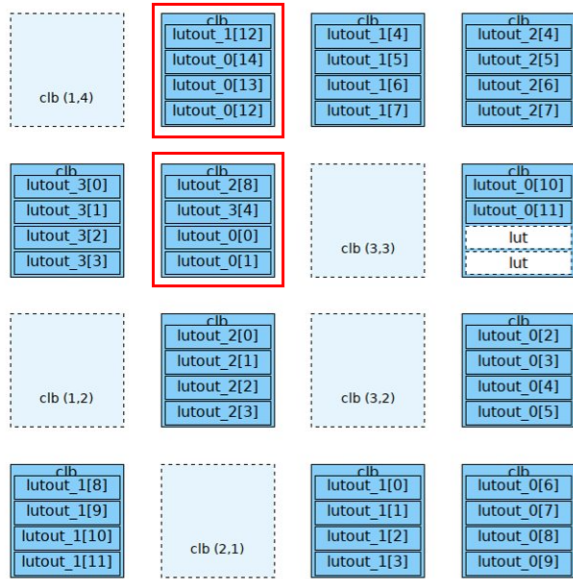 clb (1,4)
clb
lutout_1[12]
lutout_0[14]
lutout_0[13]
lutout_0[12]
clb
lutout_1[4]
lutout_1[5]
lutout_1[6]
lutout_1[7]
clb
lutout_2[4]
lutout_2[5]
lutout_2[6]
lutout_2[7]
clb
lutout_3[0]
lutout_3[1]
lutout_3[2]
lutout_3[3]
clb
lutout_2[8]
lutout_3[4]
lutout_0[0]
lutout_0[1]
clb (3,3)
clb
lutout_0[10]
lutout_0[11]
lut
lut
clb (1,2)
clb
lutout_2[0]
lutout_2[1]
lutout_2[2]
lutout_2[3]
clb (3,2)
clb
lutout_0[2]
lutout_0[3]
lutout_0[4]
lutout_0[5]
clb
lutout_1[8]
lutout_1[9]
lutout_1[10]
lutout_1[11]
clb (2,1)
clb
lutout_1[0]
lutout_1[1]
lutout_1[2]
lutout_1[3]
clb
lutout_0[6]
lutout_0[7]
lutout_0[8]
lutout_0[9]